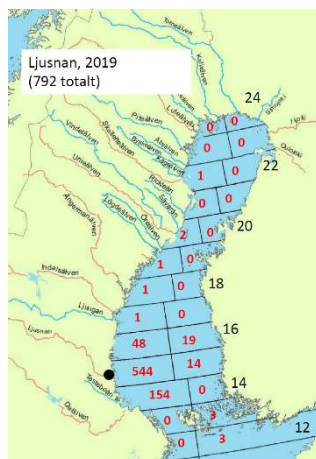 Ljusnan, 2019
(792 totalt)
Torneälven
Kalixälven
Luleälven
Simojoki
24
0 0
Piteälven
0 0
Iijoki
Oulujoki
22
Vindelälven
Skellefteälven
Åbyälven
Byskeälven
Kågeälven
1 0
Umeälven
Rickleån
Sävarån
0 0
Lögdeälven
Öreälven
2 0
20
Ångermanälven
1 0
1 0
18
Indalsälven
1 0
Ljungan
16
48 19
Ljusnan
544 14
Testeboån
154 0
14
Dalälven
0 3
12
0 3